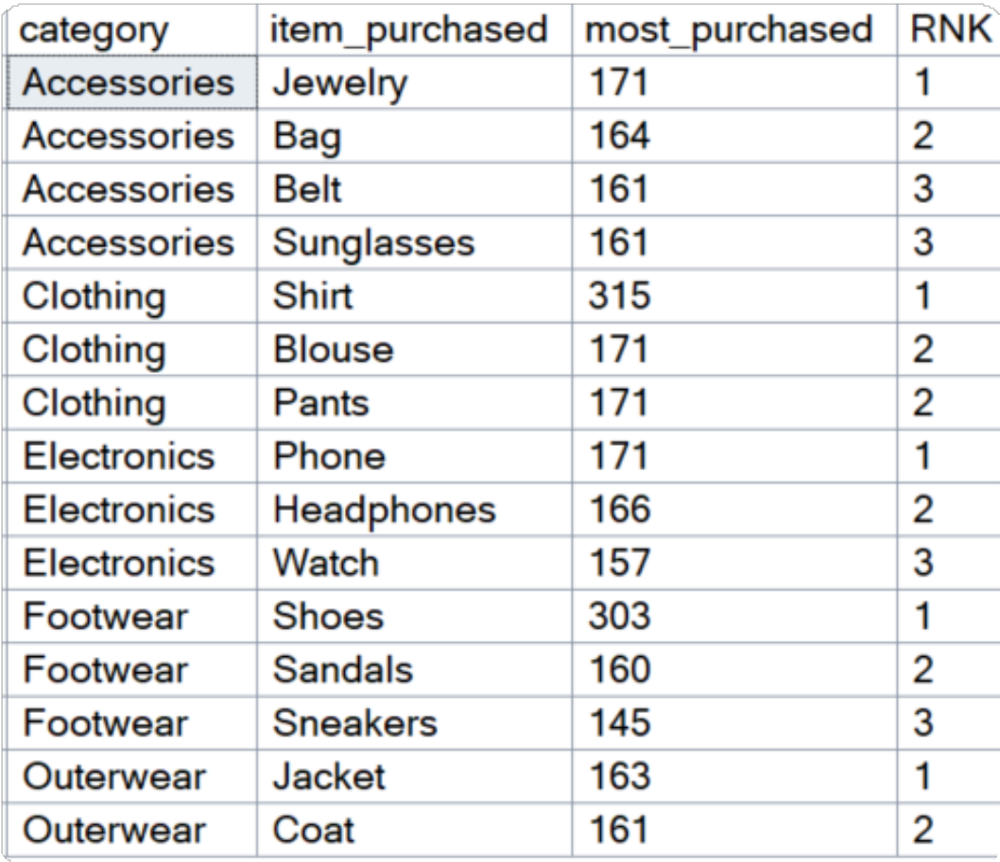 category item_purchased most_purchased RNK
Accessories Jewelry 171 1
Accessories Bag 164 2
Accessories Belt 161 3
Accessories Sunglasses 161 3
Clothing Shirt 315 1
Clothing Blouse 171 2
Clothing Pants 171 2
Electronics Phone 171 1
Electronics Headphones 166 2
Electronics Watch 157 3
Footwear Shoes 303 1
Footwear Sandals 160 2
Footwear Sneakers 145 3
Outerwear Jacket 163 1
Outerwear Coat 161 2